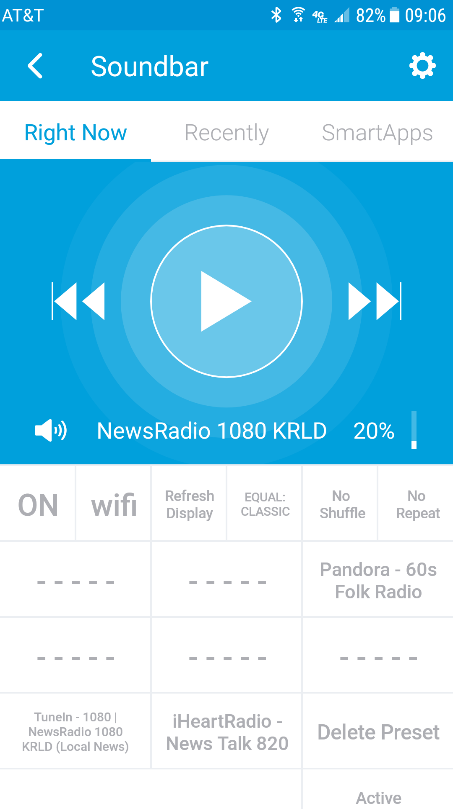 AT&T 4G LTE 82% 09:06
Soundbar
Right Now Recently SmartApps
NewsRadio 1080 KRLD 20%
ON wifi Refresh Display EQUAL: CLASSIC No Shuffle No Repeat
- - - - - - - - - - Pandora - 60s Folk Radio
- - - - - - - - - - - - - - -
TuneIn - 1080 | NewsRadio 1080 KRLD (Local News) iHeartRadio - News Talk 820 Delete Preset
Active